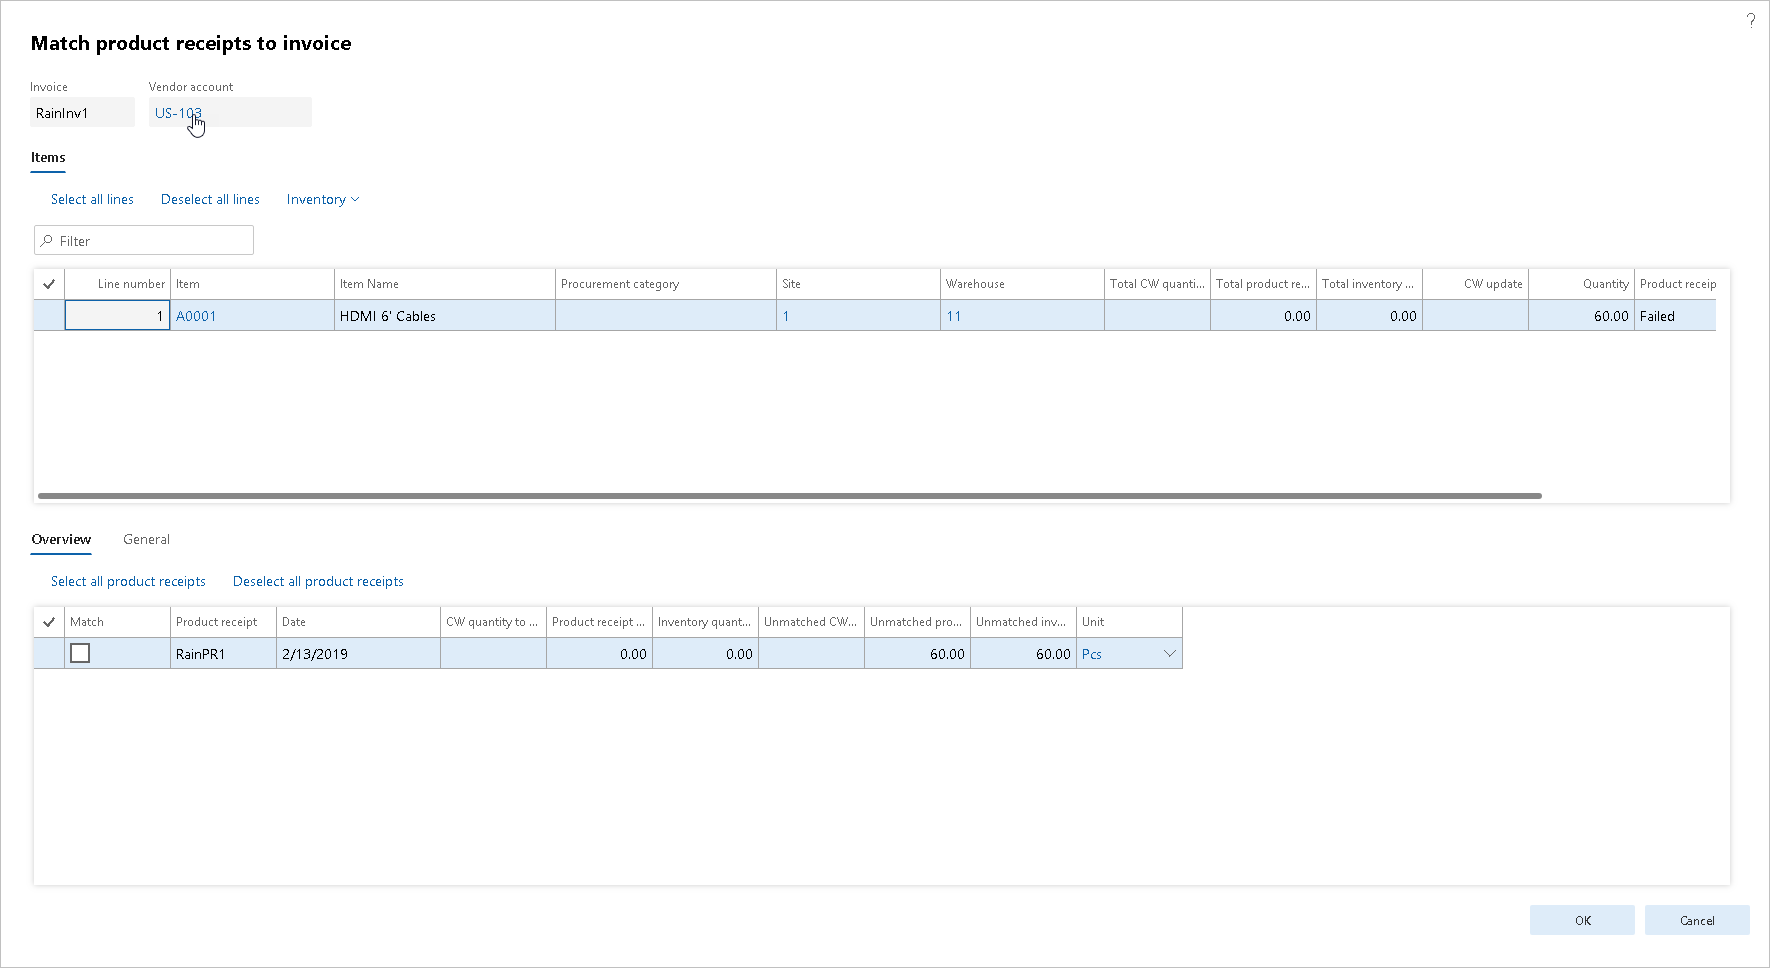 ?
Match product receipts to invoice
Invoice Vendor account
RainInv1 US-103
Items
Select all lines Deselect all lines Inventory
Filter
Line number Item Item Name Procurement category Site Warehouse Total CW quanti... Total product re... Total inventory ... CW update Quantity Product receip
1 A0001 HDMI 6' Cables 1 11 0.00 0.00 60.00 Failed
Overview General
Select all product receipts Deselect all product receipts
Match Product receipt Date CW quantity to ... Product receipt ... Inventory quant... Unmatched CW... Unmatched pro... Unmatched inv... Unit
RainPR1 2/13/2019 0.00 0.00 60.00 60.00 Pcs
OK Cancel